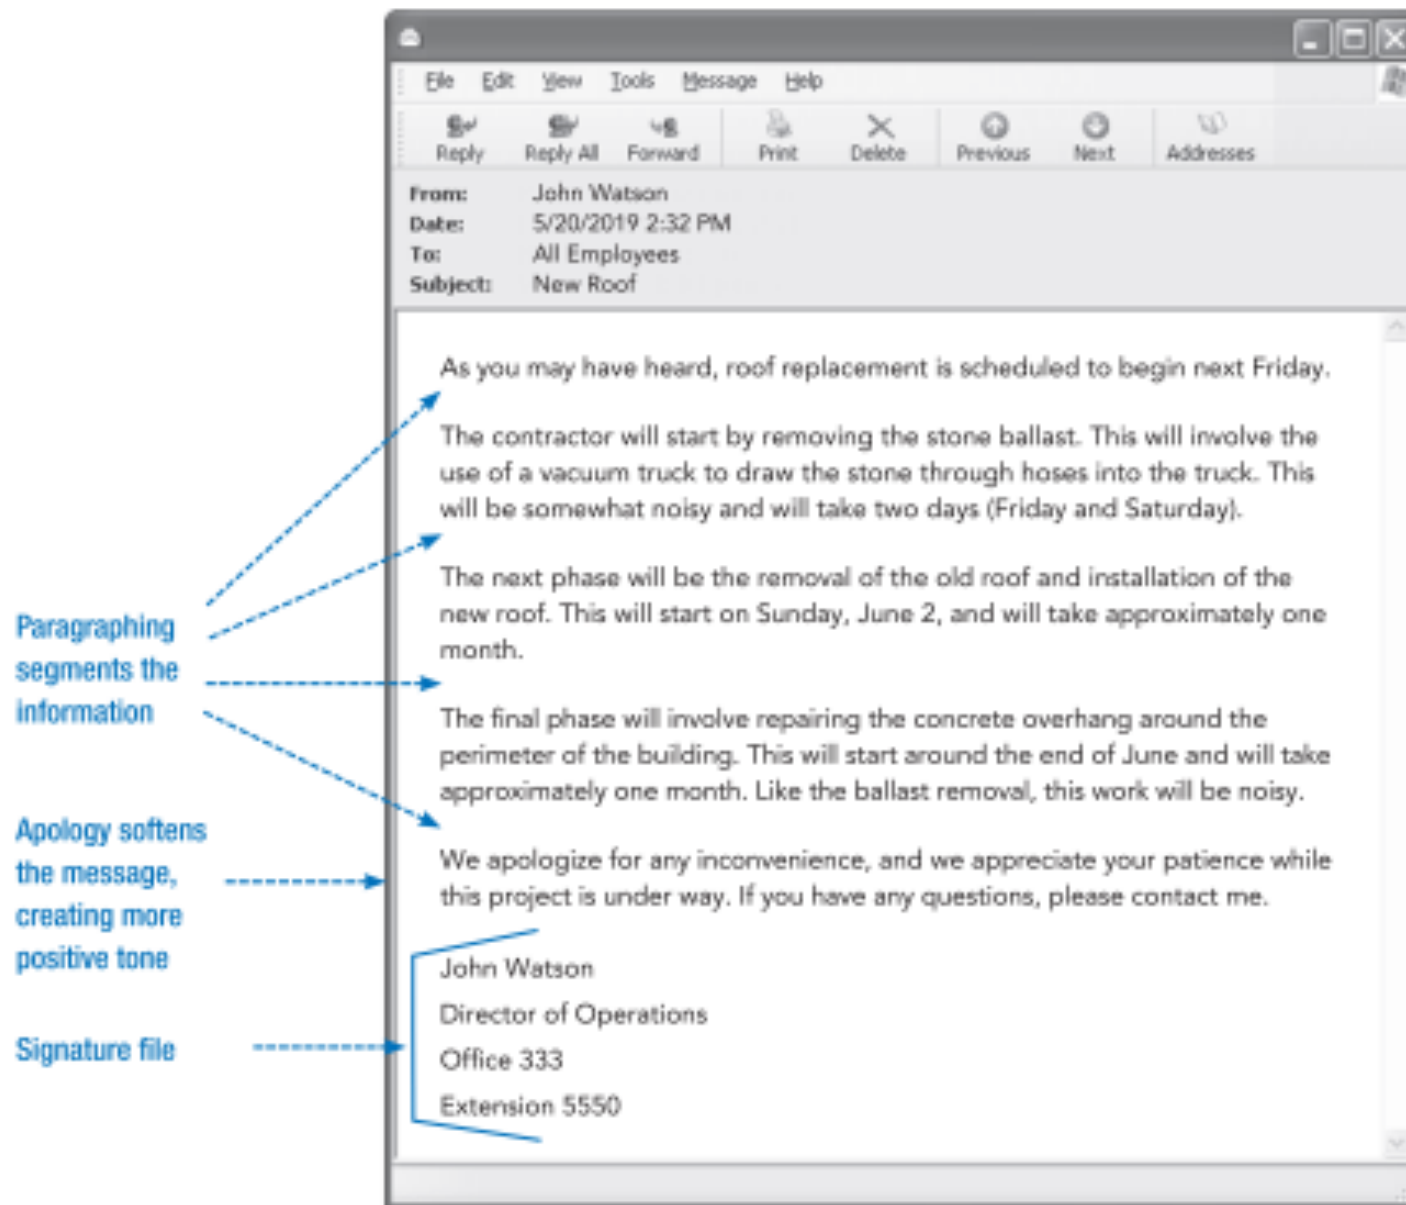 File Edit View Tools Message Help
Reply Reply All Forward Print Delete Previous Next Addresses
From: John Watson
Date: 5/20/2019 2:32 PM
To: All Employees
Subject: New Roof
As you may have heard, roof replacement is scheduled to begin next Friday.
The contractor will start by removing the stone ballast. This will involve the
use of a vacuum truck to draw the stone through hoses into the truck. This
will be somewhat noisy and will take two days (Friday and Saturday).
The next phase will be the removal of the old roof and installation of the
new roof. This will start on Sunday, June 2, and will take approximately one
month.
The final phase will involve repairing the concrete overhang around the
perimeter of the building. This will start around the end of June and will take
approximately one month. Like the ballast removal, this work will be noisy.
We apologize for any inconvenience, and we appreciate your patience while
this project is under way. If you have any questions, please contact me.
John Watson
Director of Operations
Office 333
Extension 5550
Paragraphing
segments the
information
Apology softens
the message,
creating more
positive tone
Signature file